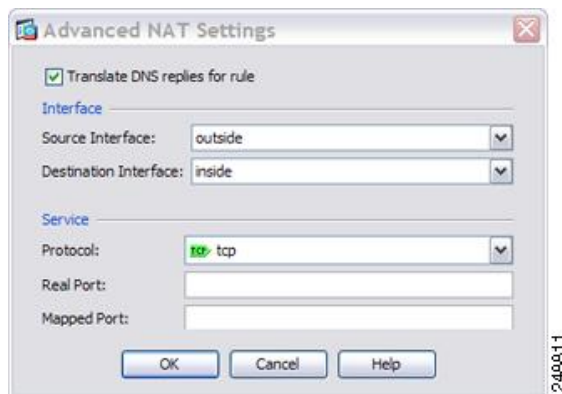 Advanced NAT Settings
Translate DNS replies for rule
Interface
Source Interface: outside
Destination Interface: inside
Service
Protocol: TCP tcp
Real Port:
Mapped Port:
OK Cancel Help
248811